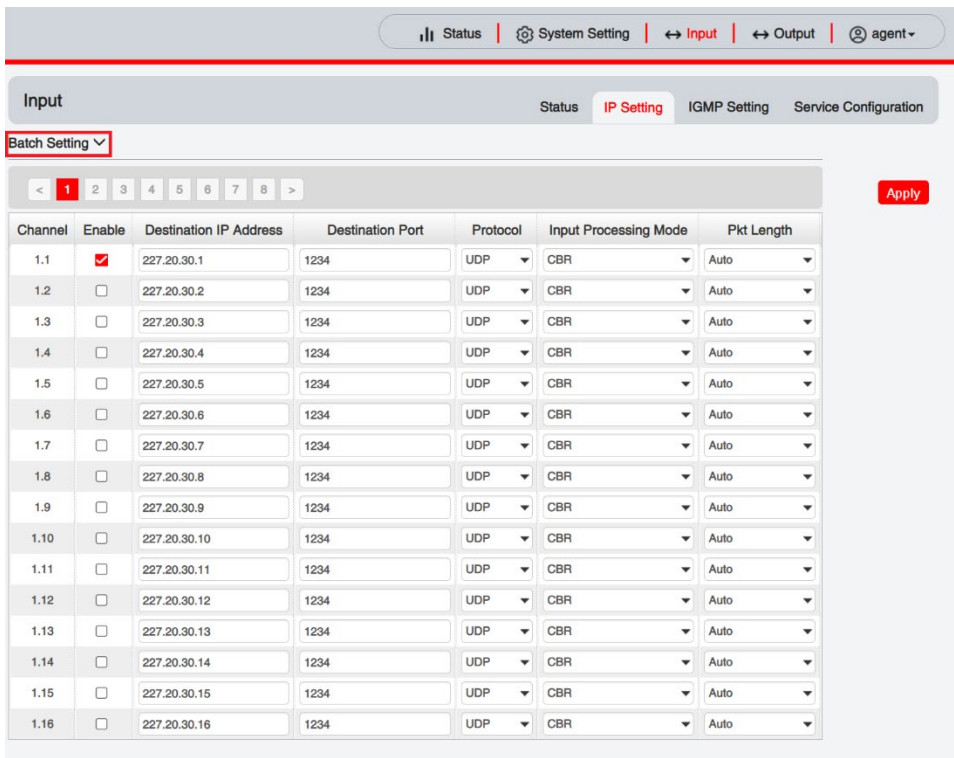 Status System Setting Input Output agent
Input Status IP Setting IGMP Setting Service Configuration
Batch Setting
< 1 2 3 4 5 6 7 8 >
Apply
Channel Enable Destination IP Address Destination Port Protocol Input Processing Mode Pkt Length
1.1 227.20.30.1 1234 UDP CBR Auto
1.2 227.20.30.2 1234 UDP CBR Auto
1.3 227.20.30.3 1234 UDP CBR Auto
1.4 227.20.30.4 1234 UDP CBR Auto
1.5 227.20.30.5 1234 UDP CBR Auto
1.6 227.20.30.6 1234 UDP CBR Auto
1.7 227.20.30.7 1234 UDP CBR Auto
1.8 227.20.30.8 1234 UDP CBR Auto
1.9 227.20.30.9 1234 UDP CBR Auto
1.10 227.20.30.10 1234 UDP CBR Auto
1.11 227.20.30.11 1234 UDP CBR Auto
1.12 227.20.30.12 1234 UDP CBR Auto
1.13 227.20.30.13 1234 UDP CBR Auto
1.14 227.20.30.14 1234 UDP CBR Auto
1.15 227.20.30.15 1234 UDP CBR Auto
1.16 227.20.30.16 1234 UDP CBR Auto